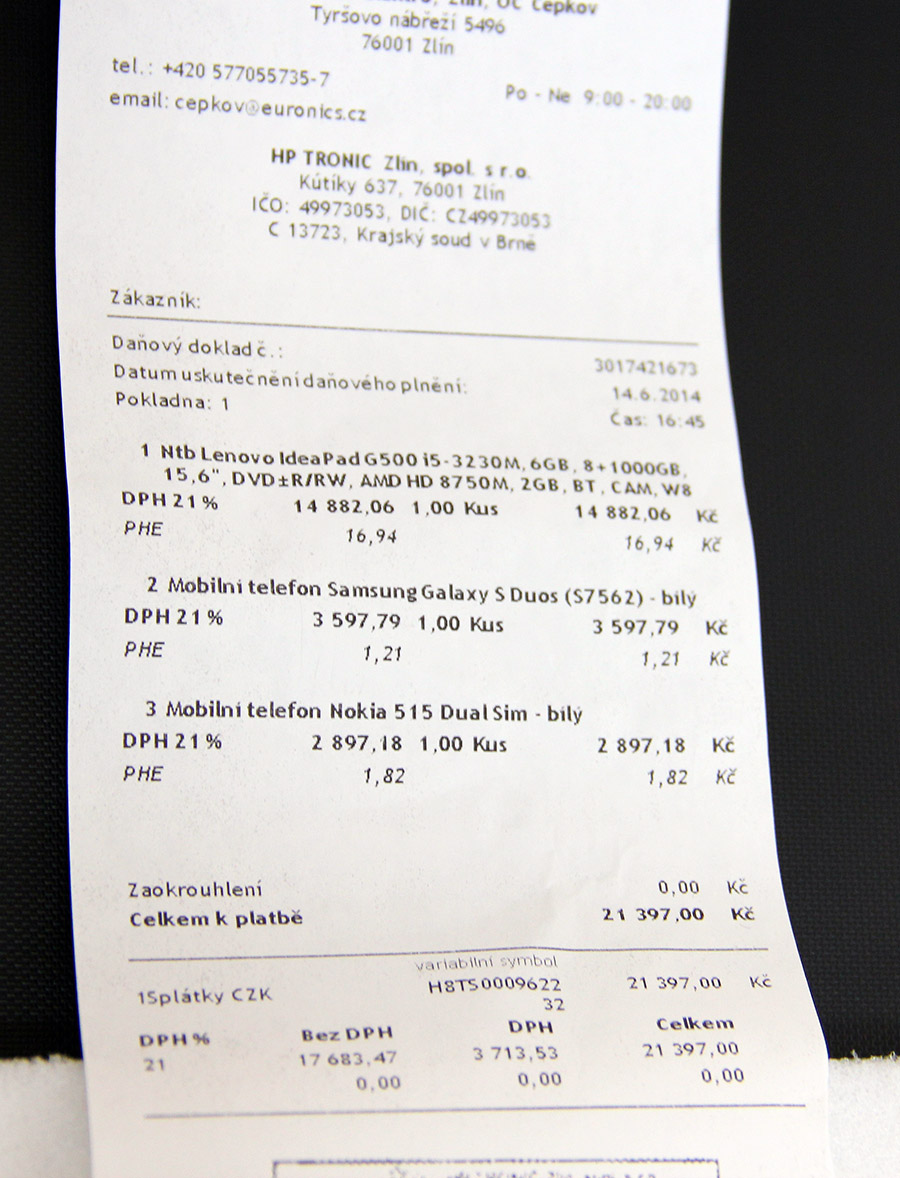 Zlín, OC Čepkov
Tyršovo nábřeží 5496
76001 Zlín
tel.: +420 577055735-7
Po - Ne 9:00 - 20:00
email: cepkov@euronics.cz
HP TRONIC Zlín, spol. s r.o.
Kútiky 637, 76001 Zlín
IČO: 49973053, DIČ: CZ49973053
C 13723, Krajský soud v Brně
Zákazník:
Daňový doklad č.: 3017421673
Datum uskutečnění daňového plnění: 14.6.2014
Pokladna: 1 Čas: 16:45
1 Ntb Lenovo IdeaPad G500 i5-3230M, 6GB, 8+1000GB,
15,6", DVD±R/RW, AMD HD 8750M, 2GB, BT, CAM, W8
DPH 21% 14 882,06 1,00 Kus 14 882,06 Kč
PHE 16,94 16,94 Kč
2 Mobilní telefon Samsung Galaxy S Duos (S7562) - bílý
DPH 21% 3 597,79 1,00 Kus 3 597,79 Kč
PHE 1,21 1,21 Kč
3 Mobilní telefon Nokia 515 Dual Sim - bílý
DPH 21% 2 897,18 1,00 Kus 2 897,18 Kč
PHE 1,82 1,82 Kč
Zaokrouhlení 0,00 Kč
Celkem k platbě 21 397,00 Kč
variabilní symbol
1Splátky CZK H8TS0009622 21 397,00 Kč
32
DPH % Bez DPH DPH Celkem
21 17 683,47 3 713,53 21 397,00
0,00 0,00 0,00